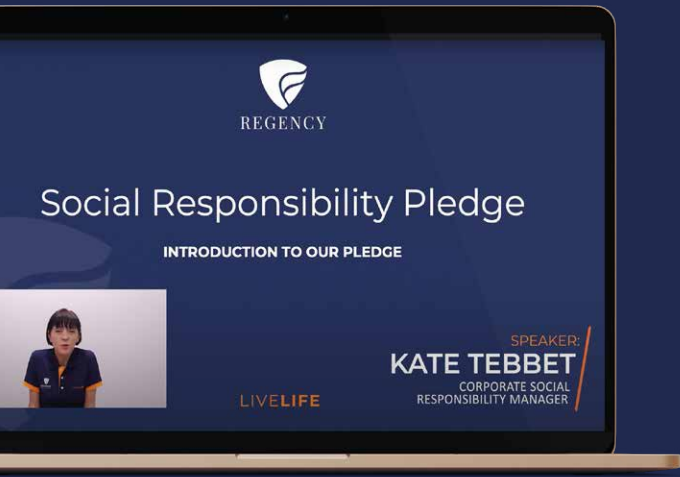 REGENCY
Social Responsibility Pledge
INTRODUCTION TO OUR PLEDGE
SPEAKER:
KATE TEBBET
CORPORATE SOCIAL
RESPONSIBILITY MANAGER
LIVELIFE